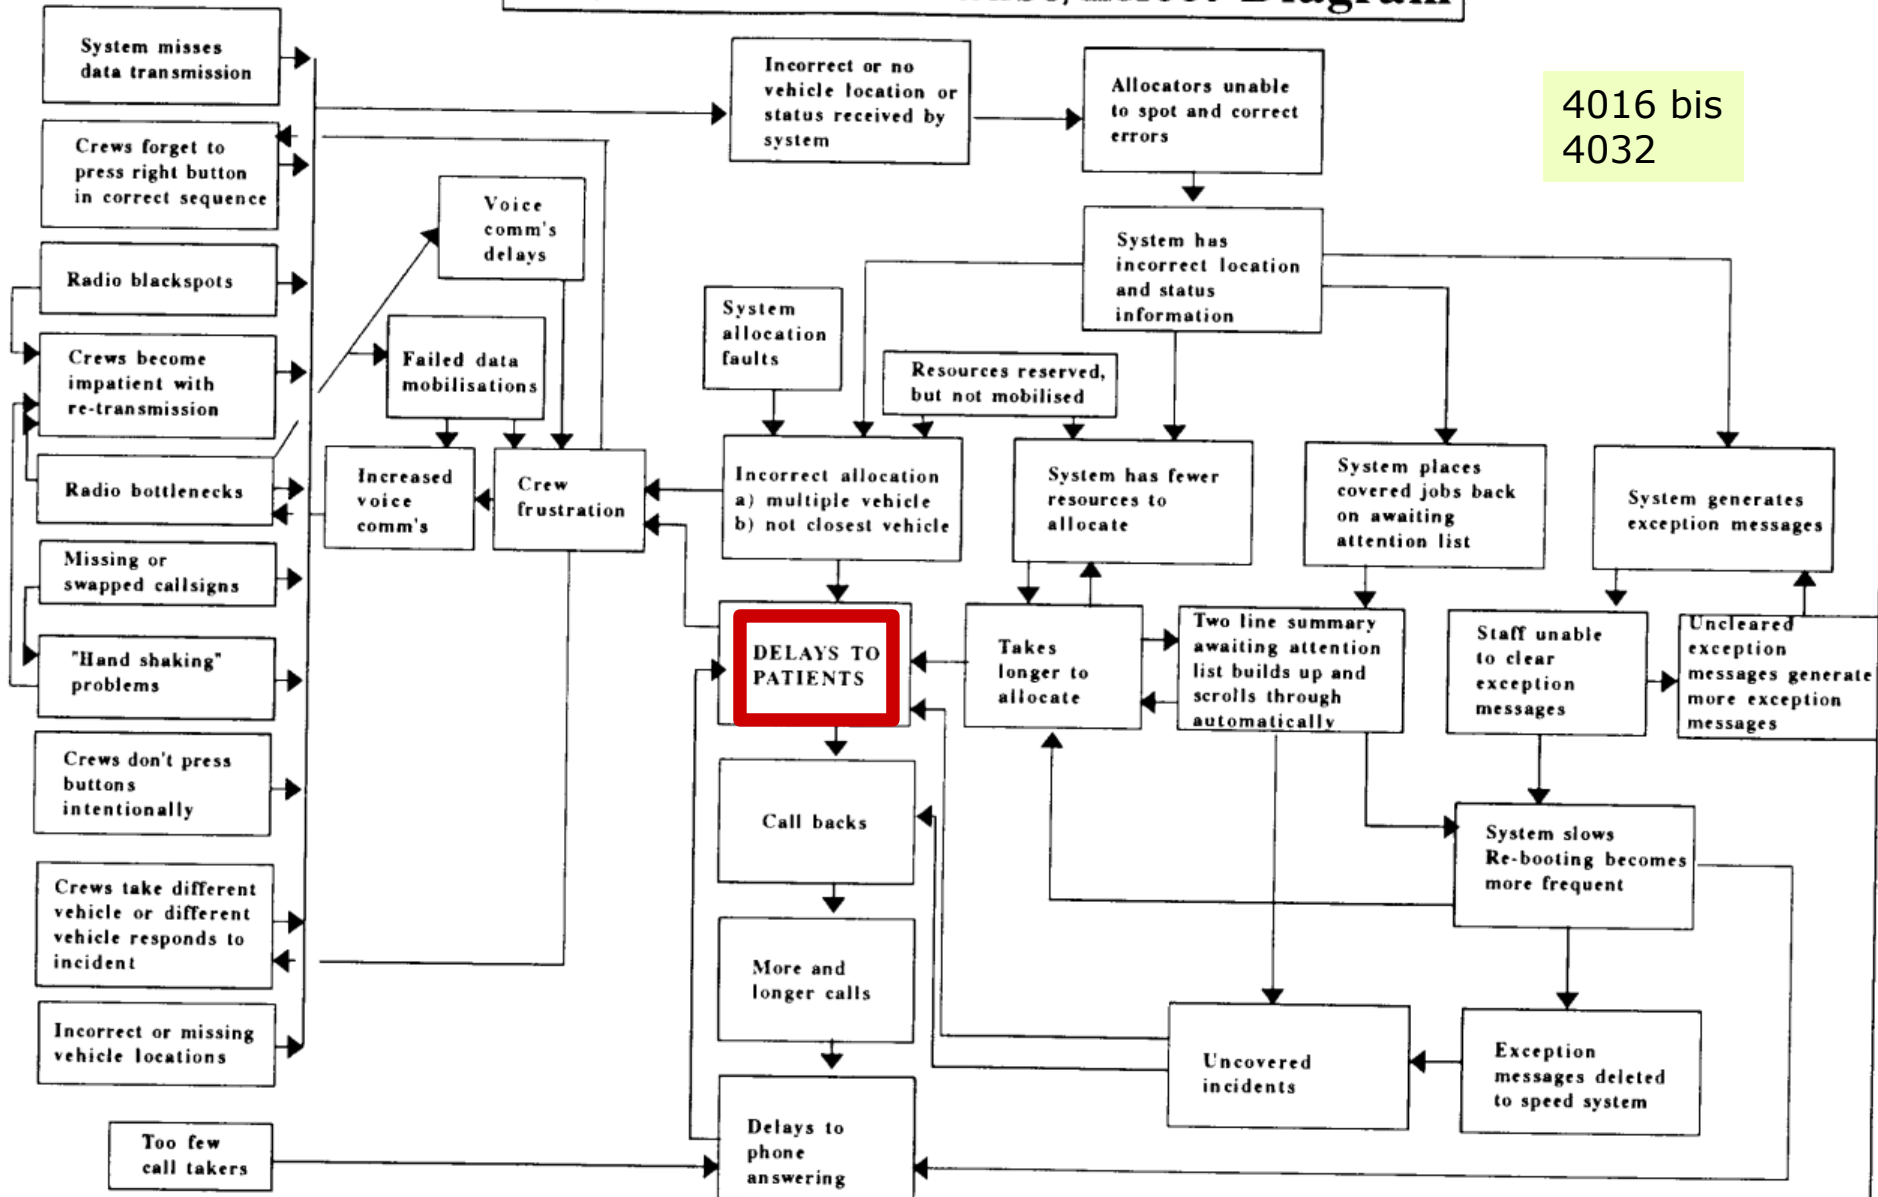 Diagram
4016 bis
4032
System misses
data transmission
Crews forget to
press right button
in correct sequence
Radio blackspots
Crews become
impatient with
re-transmission
Radio bottlenecks
Missing or
swapped callsigns
"Hand shaking"
problems
Crews don't press
buttons
intentionally
Crews take different
vehicle or different
vehicle responds to
incident
Incorrect or missing
vehicle locations
Too few
call takers
Voice
comm's
delays
Failed data
mobilisations
Increased
voice
comm's
Crew
frustration
Incorrect or no
vehicle location or
status received by
system
Allocators unable
to spot and correct
errors
System has
incorrect location
and status
information
System
allocation
faults
Resources reserved,
but not mobilised
Incorrect allocation
a) multiple vehicle
b) not closest vehicle
System has fewer
resources to
allocate
System places
covered jobs back
on awaiting
attention list
System generates
exception messages
DELAYS TO
PATIENTS
Takes
longer to
allocate
Two line summary
awaiting attention
list builds up and
scrolls through
automatically
Staff unable
to clear
exception
messages
Uncleared
exception
messages generate
more exception
messages
Call backs
System slows
Re-booting becomes
more frequent
More and
longer calls
Uncovered
incidents
Exception
messages deleted
to speed system
Delays to
phone
answering